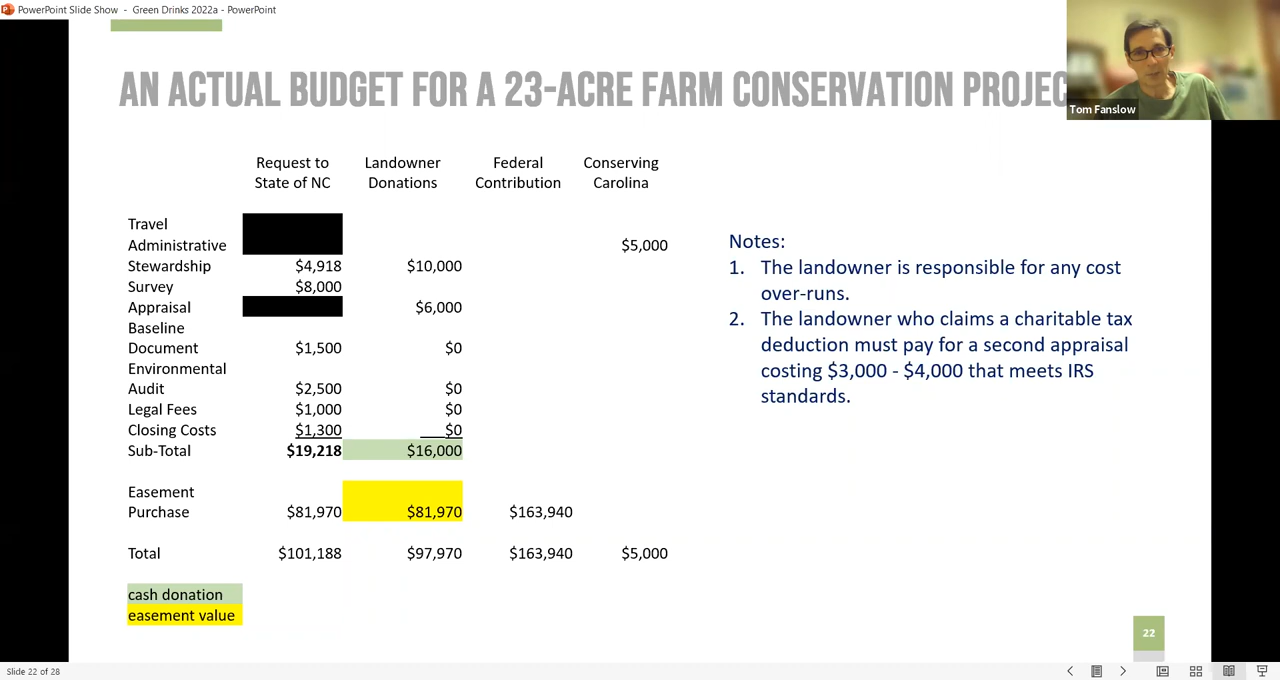 PowerPoint Slide Show - Green Drinks 2022a - PowerPoint
AN ACTUAL BUDGET FOR A 23-ACRE FARM CONSERVATION PROJEC
Tom Fanslow
Request to State of NC Landowner Donations Federal Contribution Conserving Carolina
Travel
Administrative $5,000
Stewardship $4,918 $10,000
Survey $8,000
Appraisal $6,000
Baseline
Document $1,500 $0
Environmental
Audit $2,500 $0
Legal Fees $1,000 $0
Closing Costs $1,300 $0
Sub-Total $19,218 $16,000
Easement
Purchase $81,970 $81,970 $163,940
Total $101,188 $97,970 $163,940 $5,000
cash donation
easement value
Notes:
1. The landowner is responsible for any cost
over-runs.
2. The landowner who claims a charitable tax
deduction must pay for a second appraisal
costing $3,000 - $4,000 that meets IRS
standards.
22
Slide 22 of 28